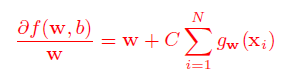 ∂f(w, b)/w = w + C ∑_{i=1}^{N} g_w(x_i)